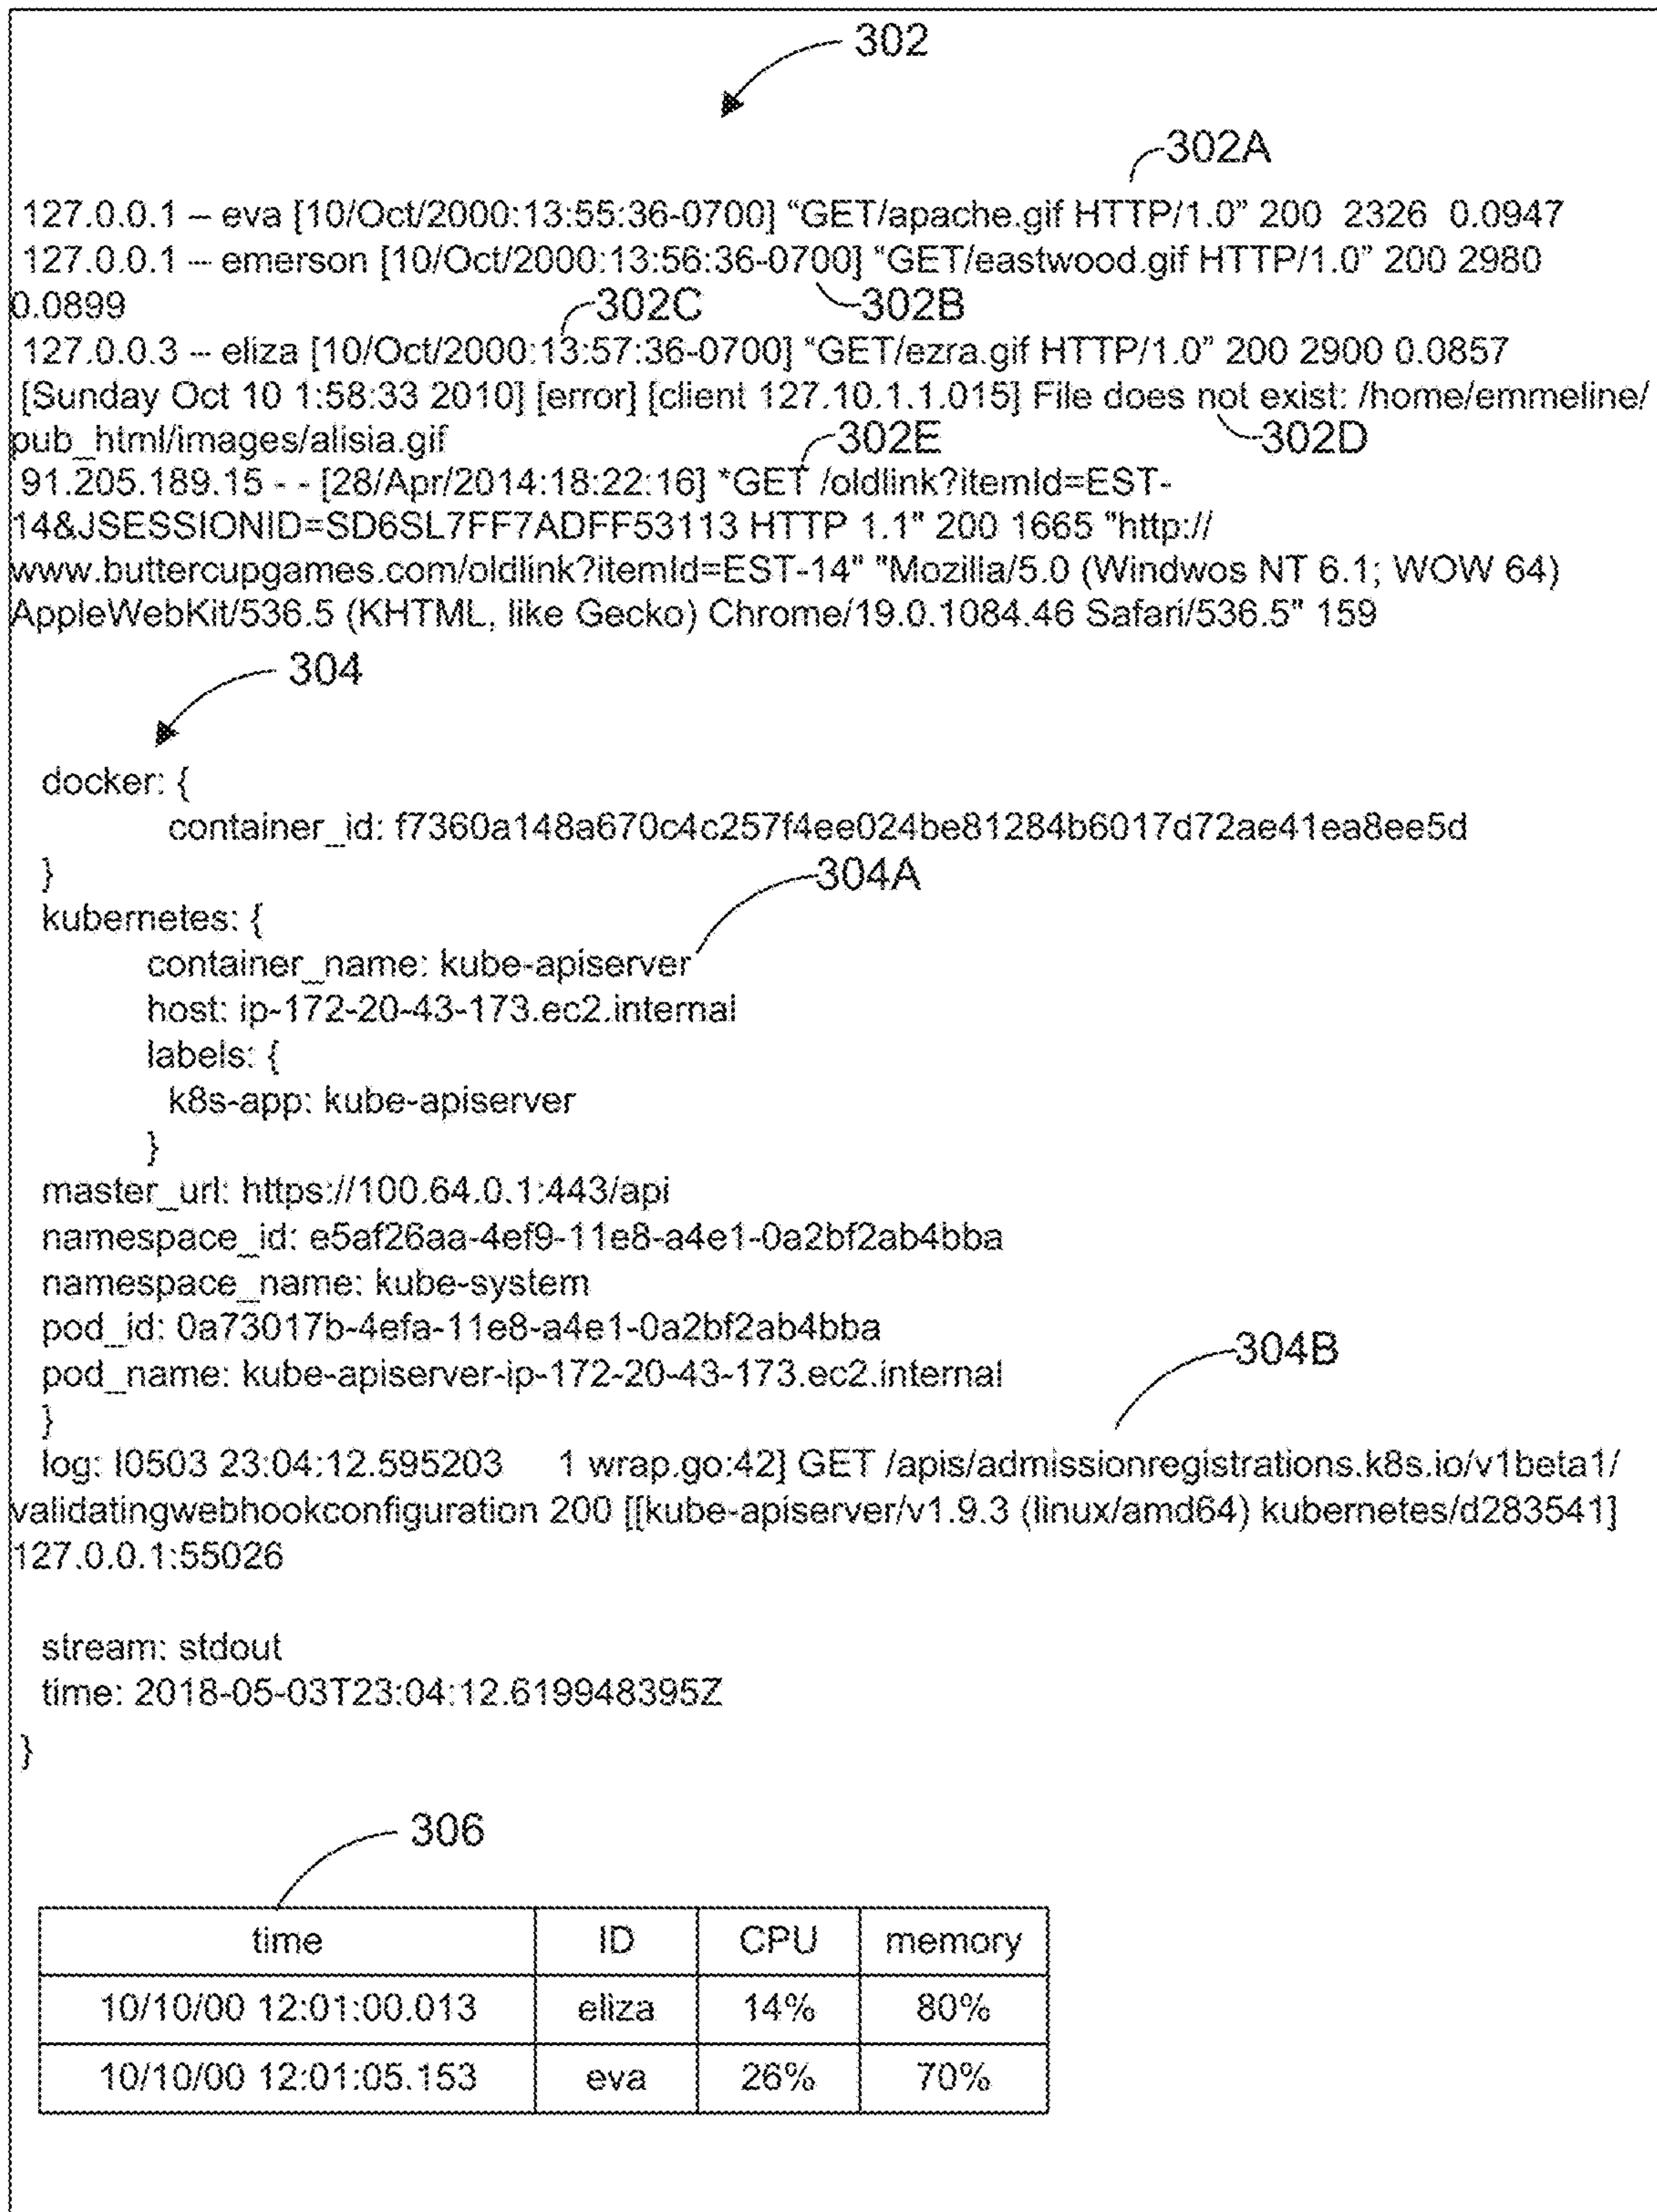 302
302A
127.0.0.1 – eva [10/Oct/2000:13:55:36-0700] “GET/apache.gif HTTP/1.0” 200 2326 0.0947
127.0.0.1 – emerson [10/Oct/2000:13:56:36-0700] “GET/eastwood.gif HTTP/1.0” 200 2980
0.0899
302C 302B
127.0.0.3 – eliza [10/Oct/2000:13:57:36-0700] “GET/ezra.gif HTTP/1.0” 200 2900 0.0857
[Sunday Oct 10 1:58:33 2010] [error] [client 127.10.1.1.015] File does not exist: /home/emmeline/
pub_html/images/alisia.gif
302E 302D
91.205.189.15 - - [28/Apr/2014:18:22:16] *GET /oldlink?itemId=EST-
14&JSESSIONID=SD6SL7FF7ADFF53113 HTTP 1.1" 200 1665 "http://
www.buttercupgames.com/oldlink?itemId=EST-14" "Mozilla/5.0 (Windwos NT 6.1; WOW 64)
AppleWebKit/536.5 (KHTML, like Gecko) Chrome/19.0.1084.46 Safari/536.5" 159
304
docker: {
container_id: f7360a148a670c4c257f4ee024be81284b6017d72ae41ea8ee5d
}
304A
kubernetes: {
container_name: kube-apiserver
host: ip-172-20-43-173.ec2.internal
labels: {
k8s-app: kube-apiserver
}
master_url: https://100.64.0.1:443/api
namespace_id: e5af26aa-4ef9-11e8-a4e1-0a2bf2ab4bba
namespace_name: kube-system
pod_id: 0a73017b-4efa-11e8-a4e1-0a2bf2ab4bba
304B
pod_name: kube-apiserver-ip-172-20-43-173.ec2.internal
}
log: I0503 23:04:12.595203 1 wrap.go:42] GET /apis/admissionregistrations.k8s.io/v1beta1/
validatingwebhookconfiguration 200 [[kube-apiserver/v1.9.3 (linux/amd64) kubernetes/d283541]
127.0.0.1:55026
stream: stdout
time: 2018-05-03T23:04:12.619948395Z
}
306
time ID CPU memory
10/10/00 12:01:00.013 eliza 14% 80%
10/10/00 12:01:05.153 eva 26% 70%